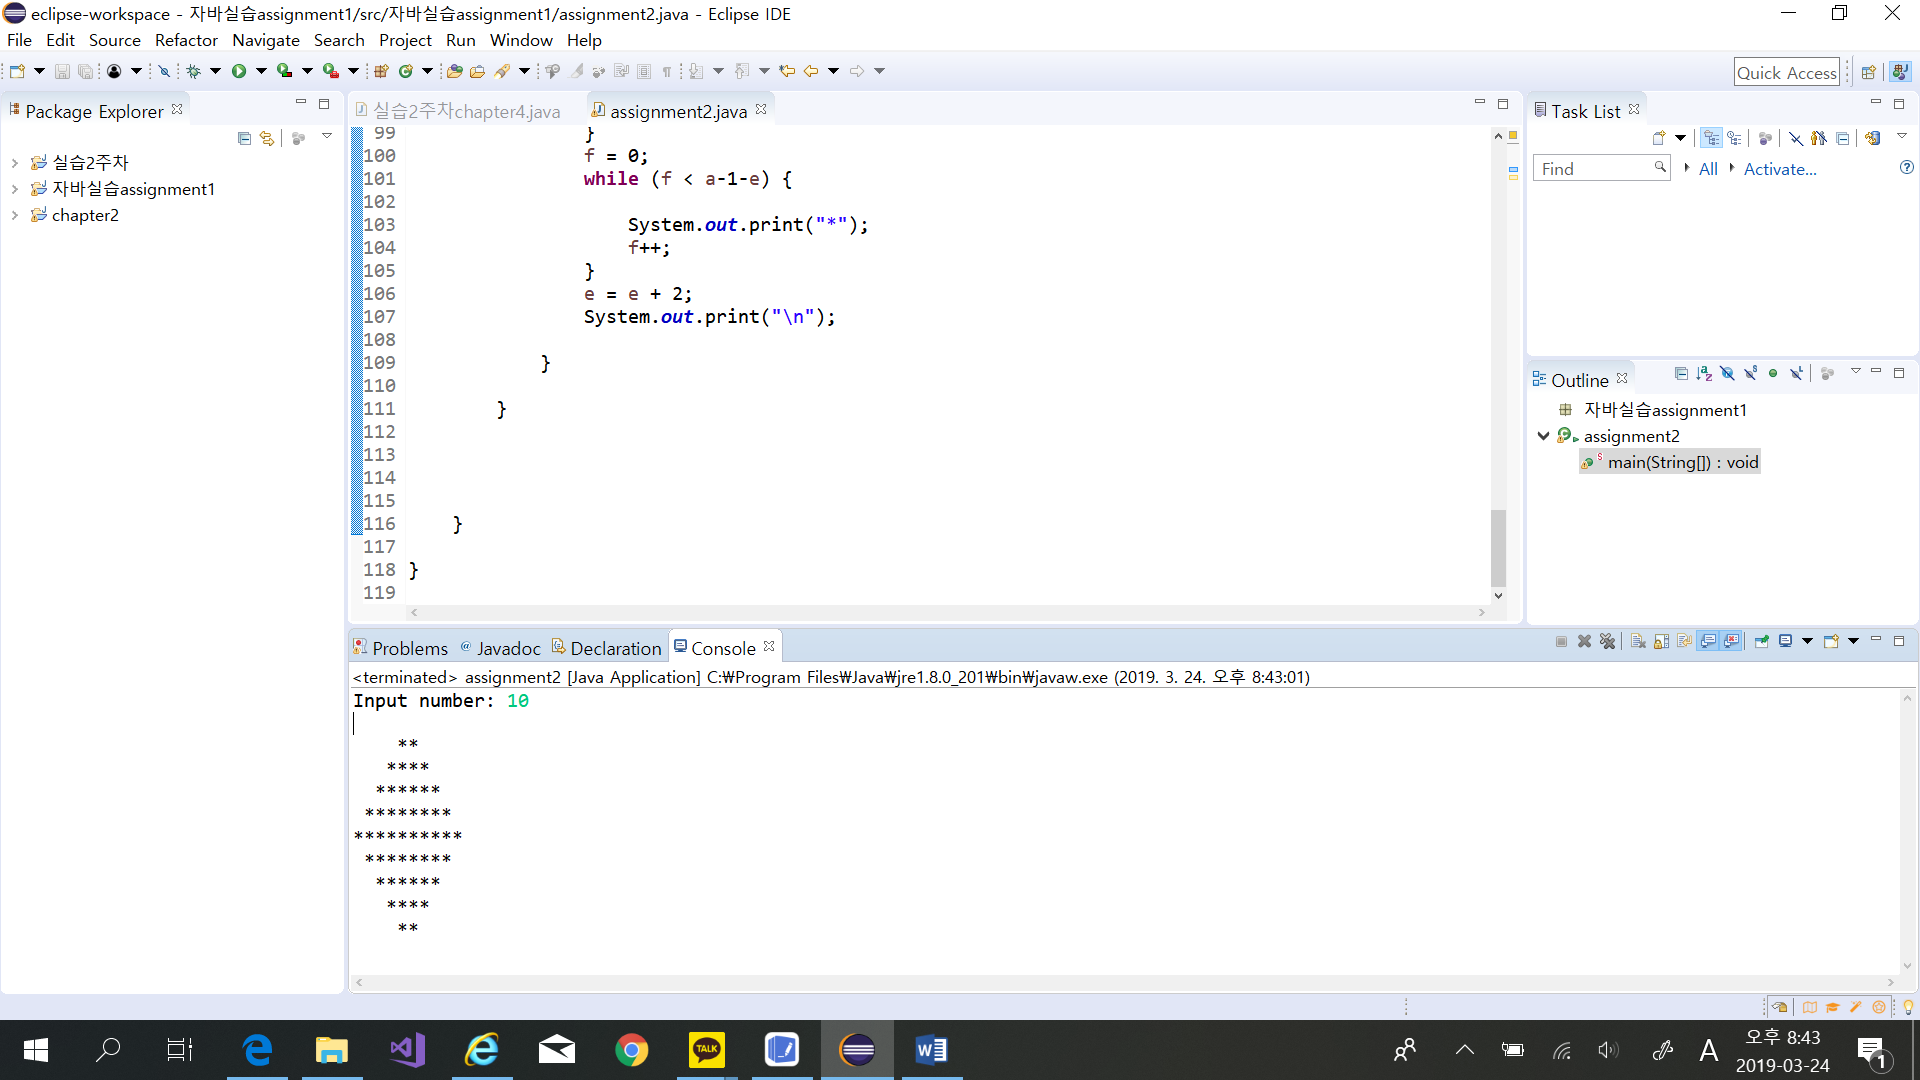 eclipse-workspace - 자바실습assignment1/src/자바실습assignment1/assignment2.java - Eclipse IDE
File Edit Source Refactor Navigate Search Project Run Window Help
Quick Access
Package Explorer
실습2주차
자바실습assignment1
chapter2
실습2주차chapter4.java assignment2.java
99 }
100 f = 0;
101 while (f < a-1-e) {
102
103 System.out.print("*");
104 f++;
105 }
106 e = e + 2;
107 System.out.print("\n");
108
109 }
110
111 }
112
113
114
115
116 }
117
118 }
119
Task List
Find All Activate...
Outline
자바실습assignment1
assignment2
main(String[]) : void
Problems @ Javadoc Declaration Console
<terminated> assignment2 [Java Application] C:₩Program Files₩Java₩jre1.8.0_201₩bin₩javaw.exe (2019. 3. 24. 오후 8:43:01)
Input number: 10
**
****
******
********
**********
********
******
****
**
TALK
A
오후 8:43
2019-03-24
1